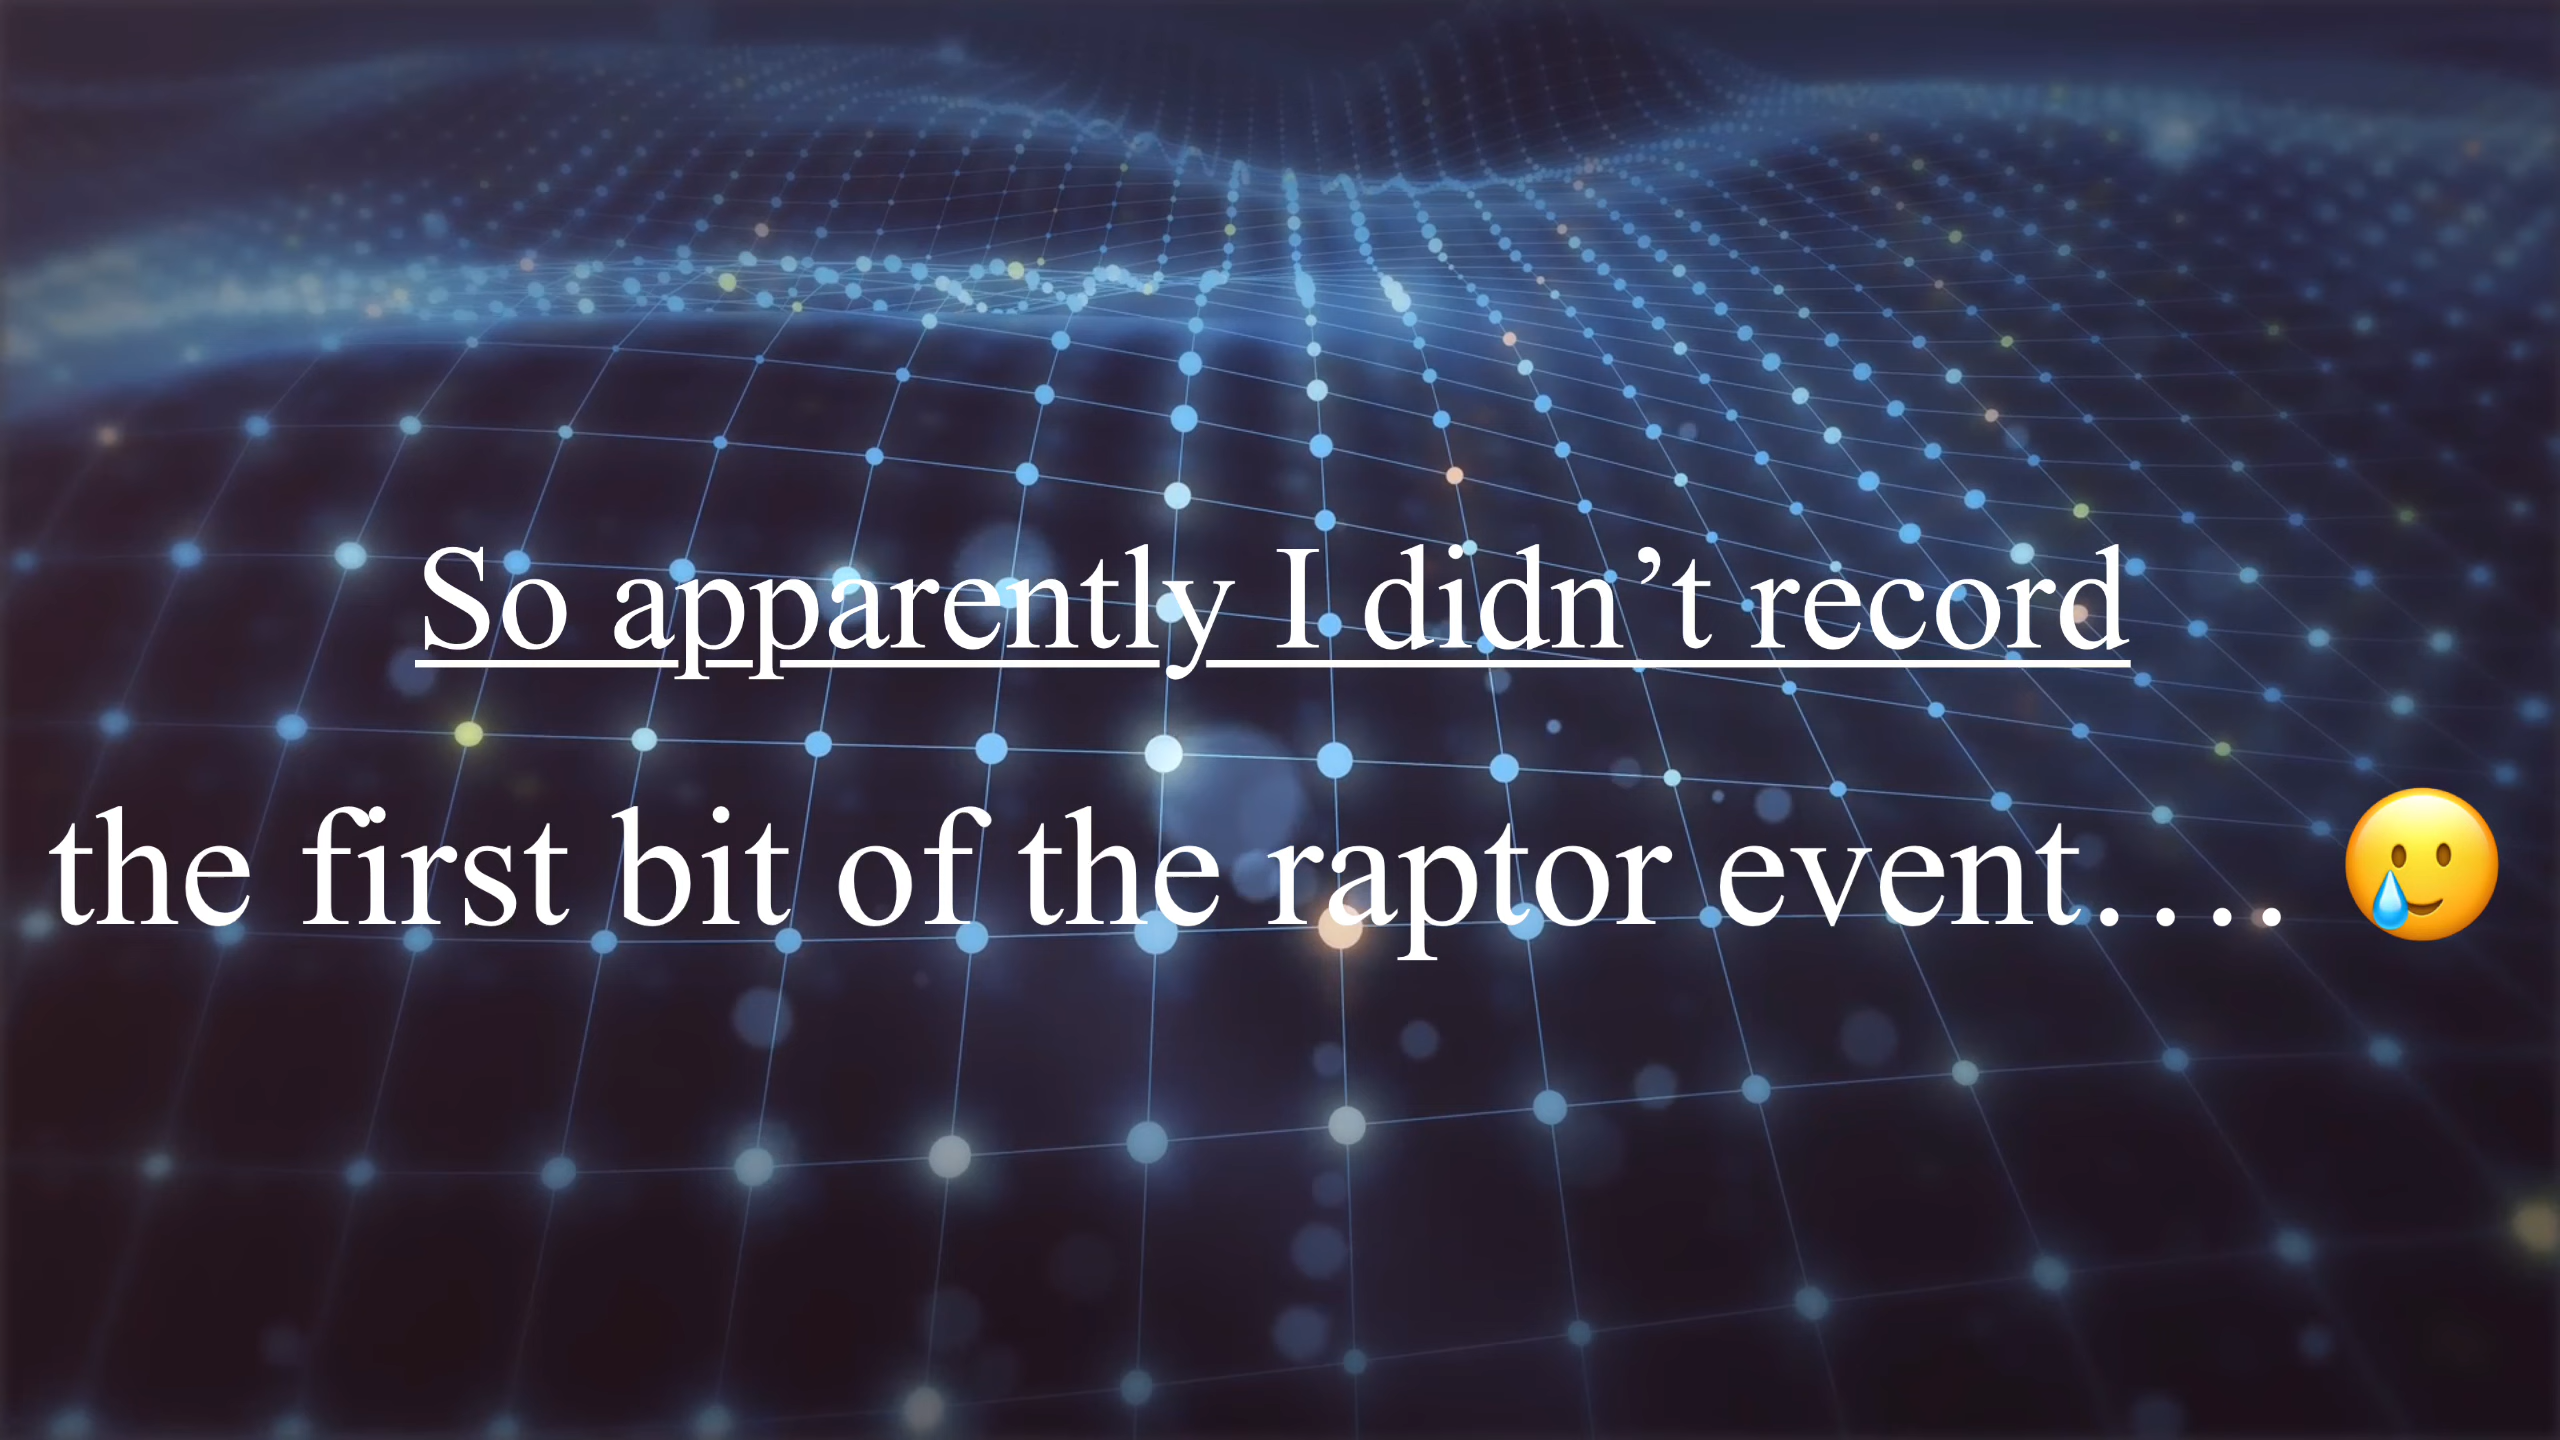 So apparently I didn’t record
the first bit of the raptor event…. 🥲